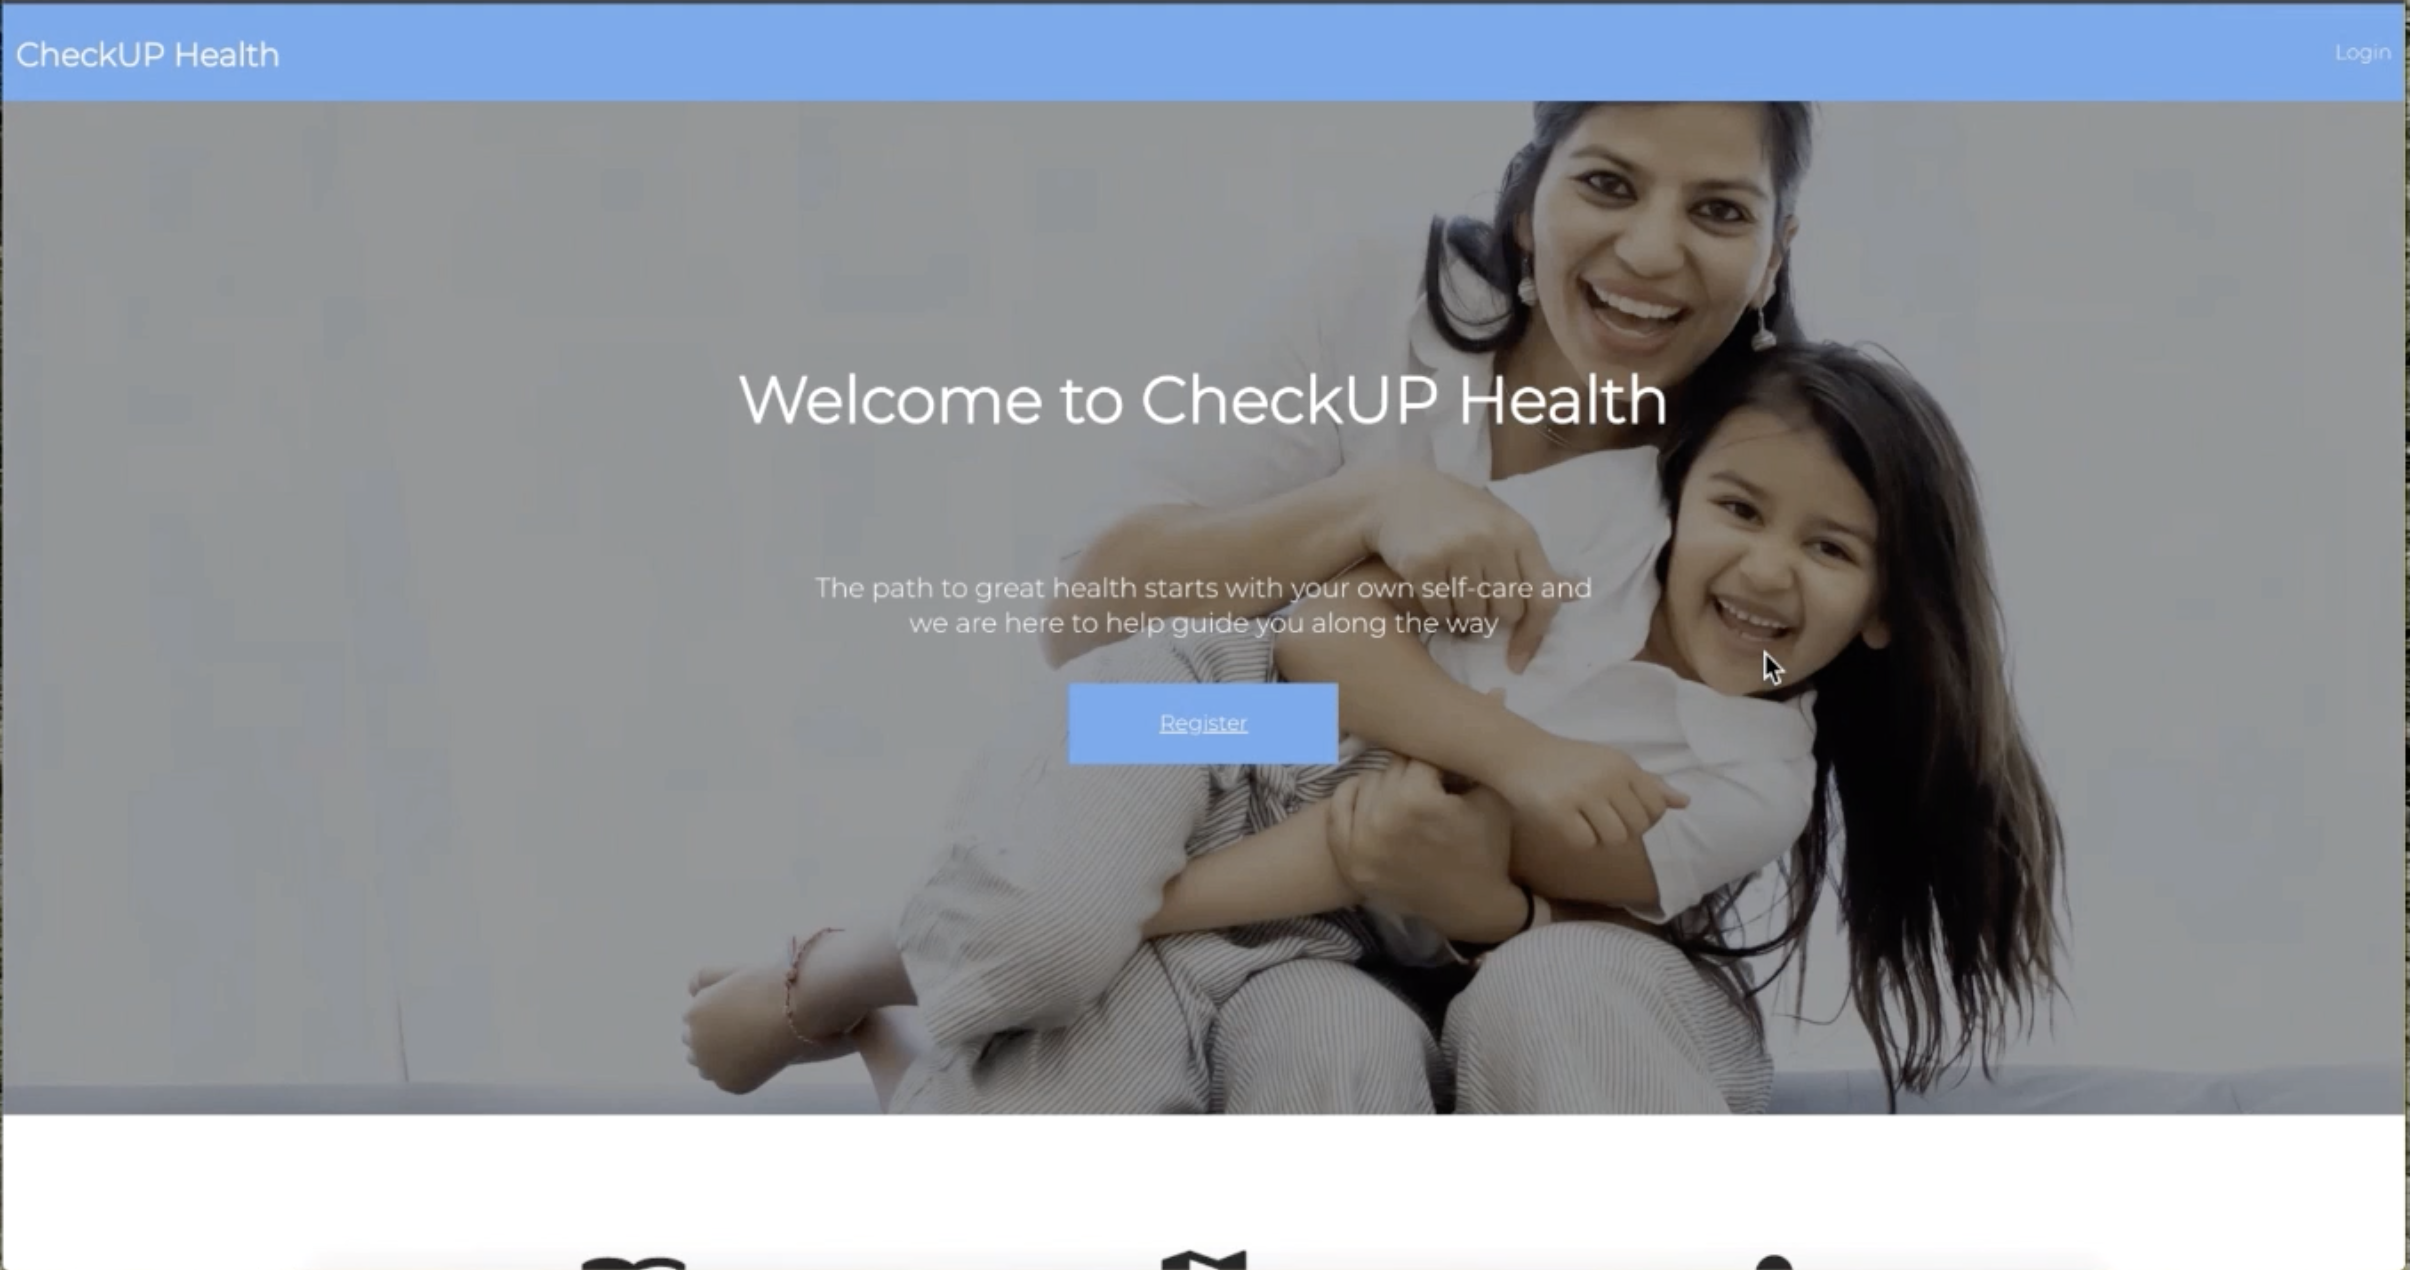 CheckUP Health
Login
Welcome to CheckUP Health
The path to great health starts with your own self-care and
we are here to help guide you along the way
Register